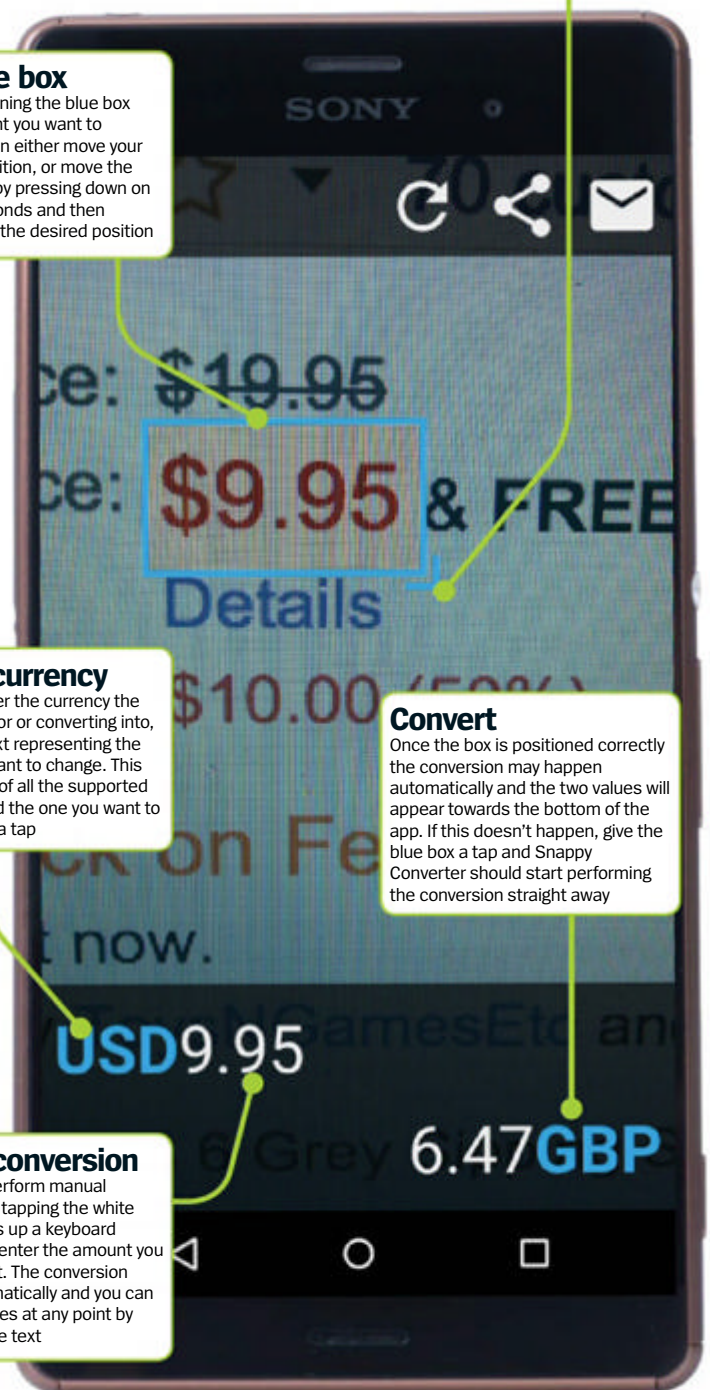 e box
ning the blue box
nt you want to
n either move your
ition, or move the
by pressing down on
onds and then
the desired position
SONY
70
ce: $19.95
ce: $9.95 & FREE
Details
$10.00 (50%)
currency
er the currency the
or or converting into,
xt representing the
ant to change. This
of all the supported
d the one you want to
a tap
Convert
Once the box is positioned correctly
the conversion may happen
automatically and the two values will
appear towards the bottom of the
app. If this doesn't happen, give the
blue box a tap and Snappy
Converter should start performing
the conversion straight away
ck on Fe
t now.
ToysNGamesEtc an
USD9.95
6 Grey
6.47GBP
conversion
erform manual
tapping the white
s up a keyboard
enter the amount you
t. The conversion
matically and you can
es at any point by
e text